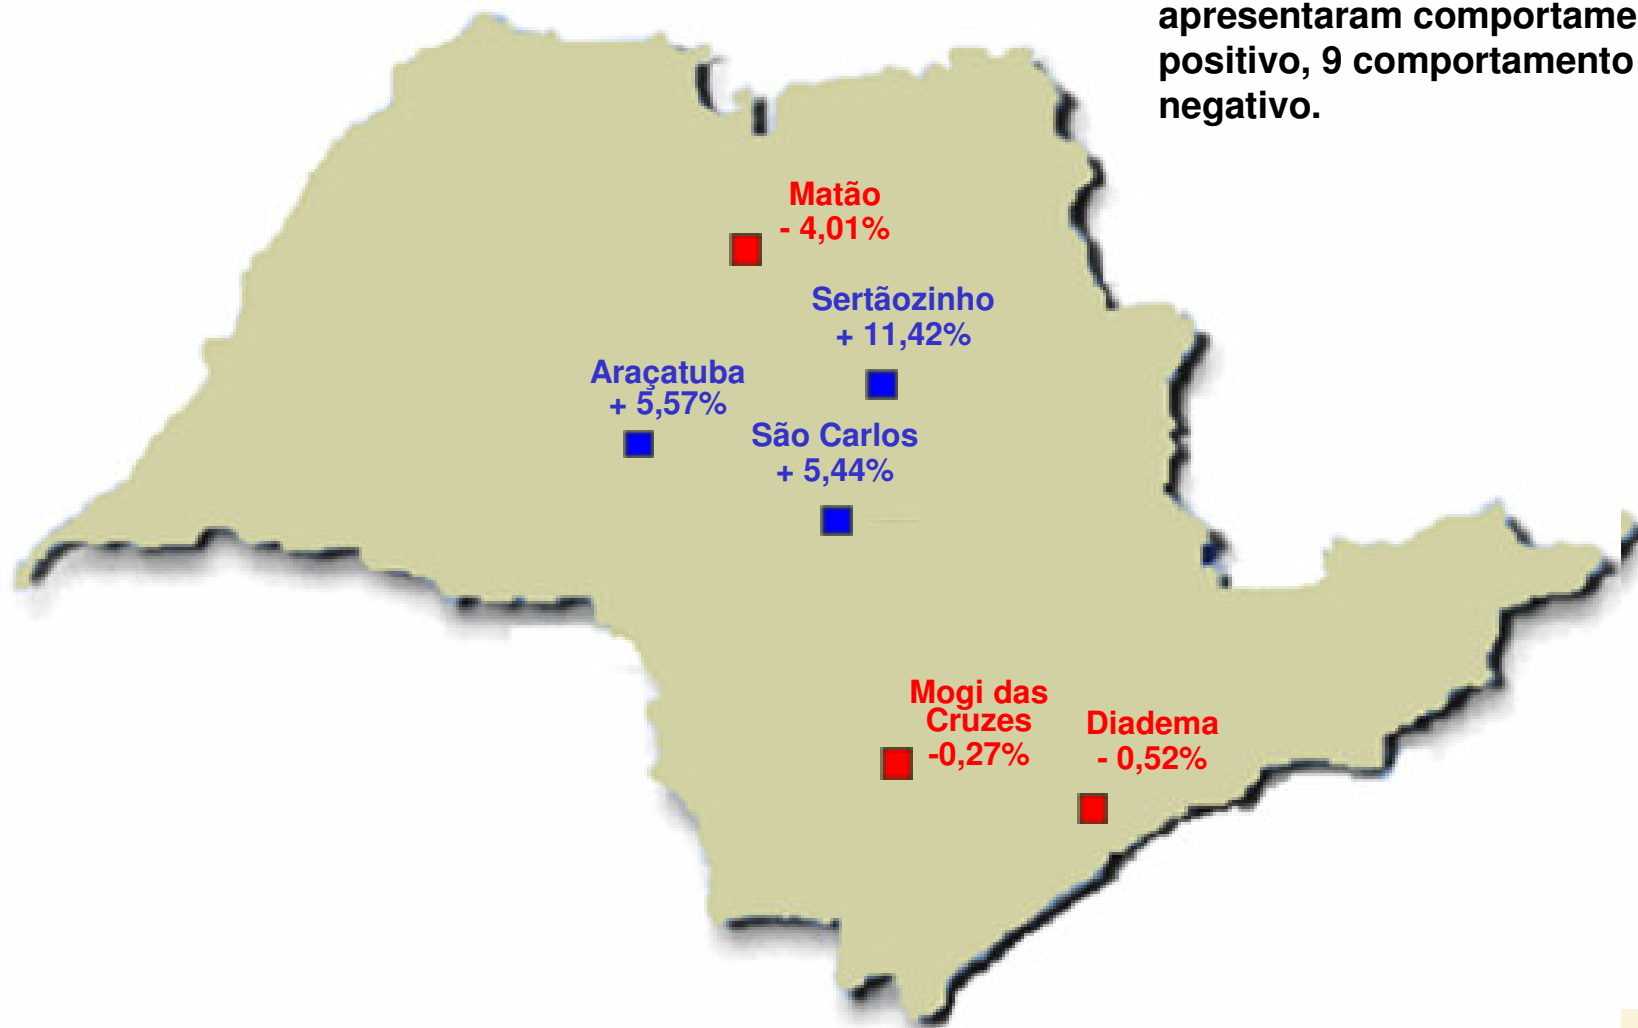 apresentaram
positivo, 9 comportamento
negativo.
Matão
- 4,01%
Sertãozinho
+ 11,42%
Araçatuba
+ 5,57%
São Carlos
+ 5,44%
Mogi das
Cruzes
-0,27%
Diadema
- 0,52%